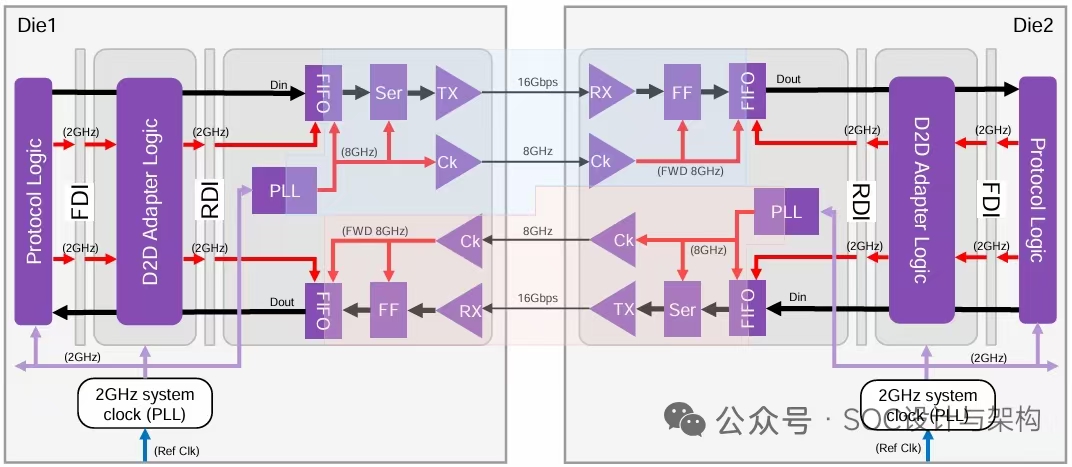 Die1
Die2
Protocol Logic
(2GHz)
(2GHz)
FDI
D2D Adapter Logic
(2GHz)
(2GHz)
RDI
Din
FIFO
Ser
TX
16Gbps
RX
FF
FIFO
Dout
(8GHz)
Ck
8GHz
Ck
(FWD 8GHz)
PLL
PLL
(FWD 8GHz)
Ck
8GHz
Ck
(8GHz)
Dout
FIFO
FF
RX
16Gbps
TX
Ser
FIFO
Din
(2GHz)
(2GHz)
RDI
D2D Adapter Logic
(2GHz)
(2GHz)
FDI
Protocol Logic
(2GHz)
(2GHz)
2GHz system
clock (PLL)
(Ref Clk)
2GHz system
clock (PLL)
(Ref Clk)
公众号 · SOC设计与架构